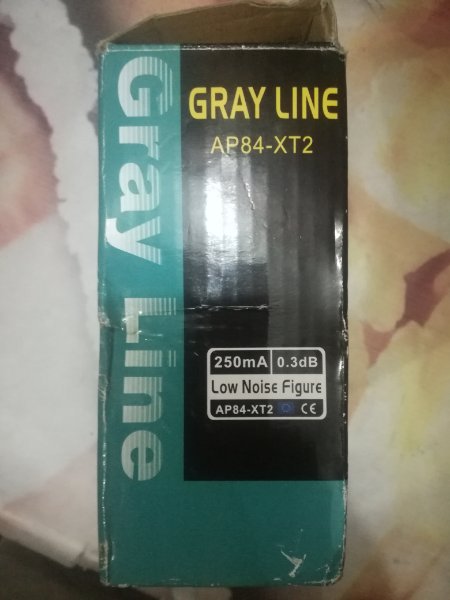 Gray Line
GRAY LINE
AP84-XT2
250mA 0.3dB
Low Noise Figure
AP84-XT2 CE